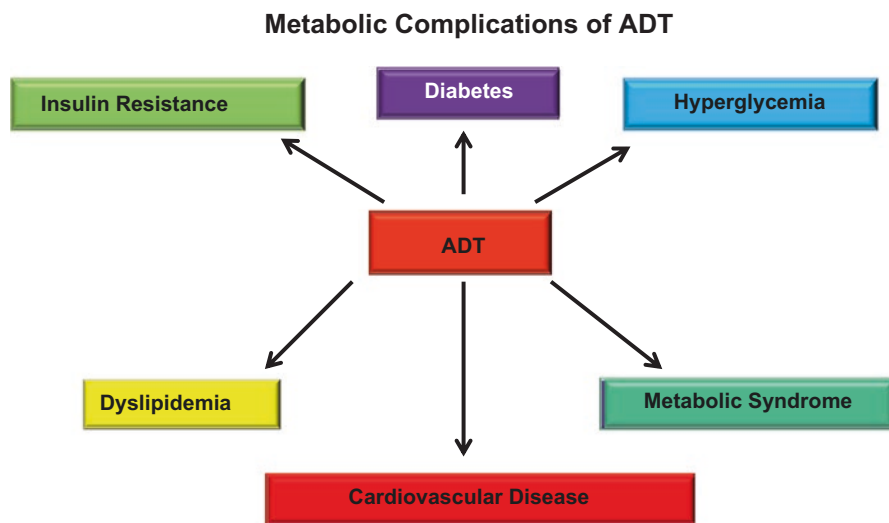 Metabolic Complications of ADT
Insulin Resistance
Diabetes
Hyperglycemia
ADT
Dyslipidemia
Metabolic Syndrome
Cardiovascular Disease